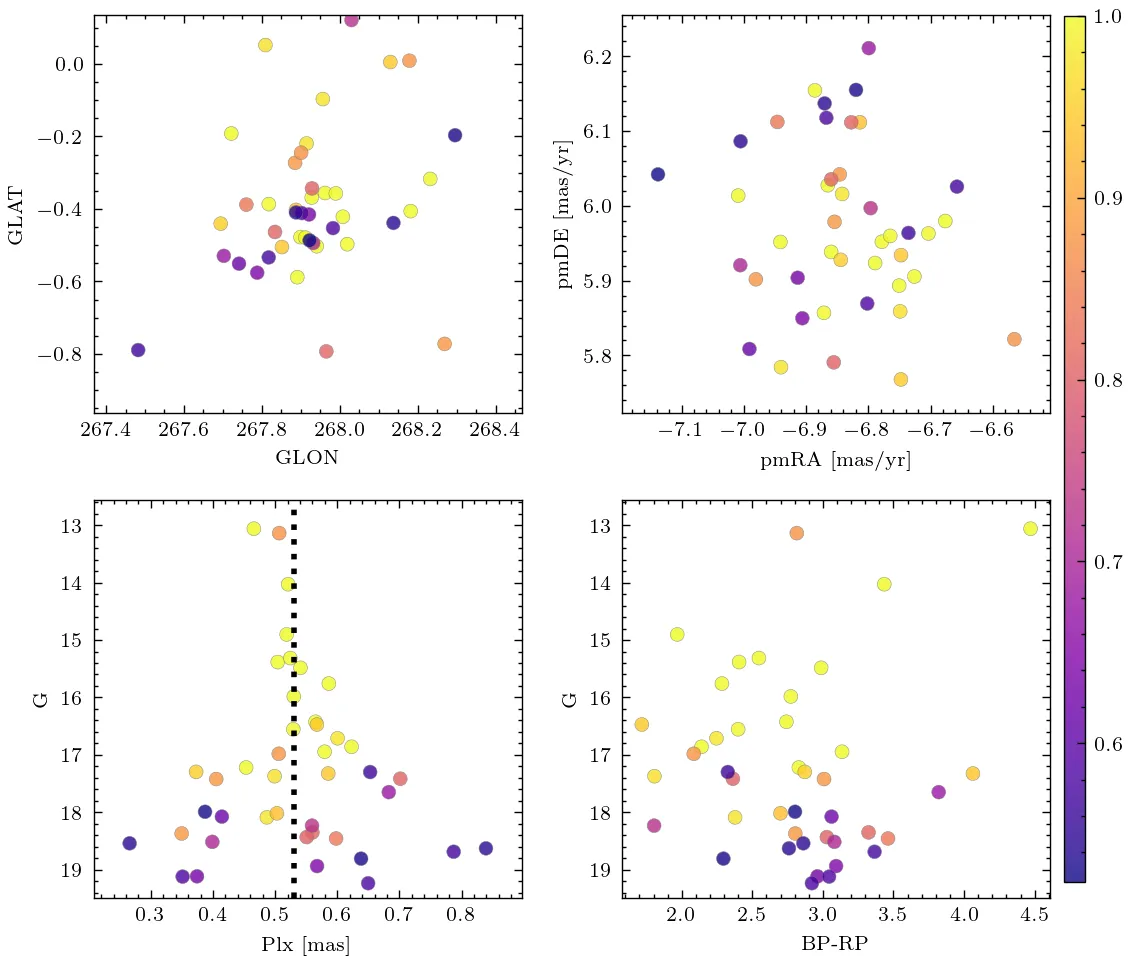 0.0
−0.2
−0.4
−0.6
−0.8
GLAT
267.4 267.6 267.8 268.0 268.2 268.4
GLON
6.2
6.1
6.0
5.9
5.8
pmDE [mas/yr]
−7.1 −7.0 −6.9 −6.8 −6.7 −6.6
pmRA [mas/yr]
1.0
0.9
0.8
0.7
0.6
13
14
15
16
17
18
19
G
0.3 0.4 0.5 0.6 0.7 0.8
Plx [mas]
13
14
15
16
17
18
19
G
2.0 2.5 3.0 3.5 4.0 4.5
BP-RP